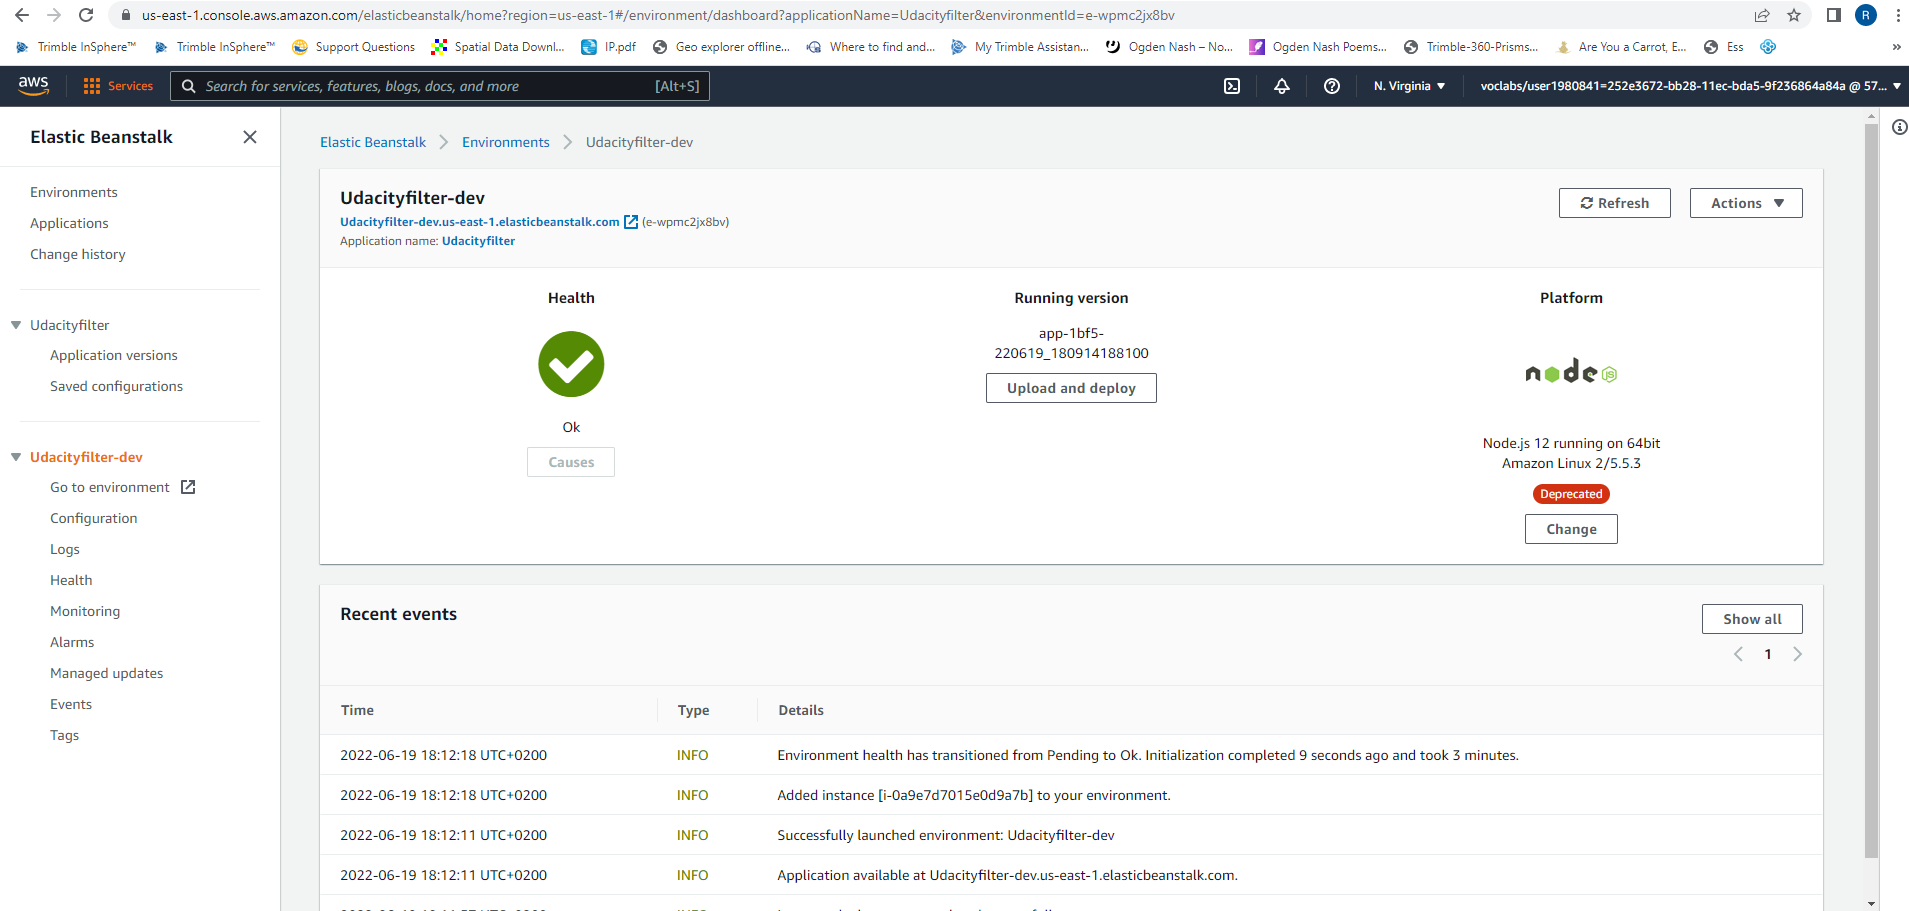 us-east-1.console.aws.amazon.com/elasticbeanstalk/home?region=us-east-1#/environment/dashboard?applicationName=Udacityfilter&environmentId=e-wpmc2jx8bv
R
Trimble InSphere™ Trimble InSphere™ Support Questions Spatial Data Downl... IP.pdf Geo explorer offline... Where to find and... My Trimble Assistan... Ogden Nash – No... Ogden Nash Poems... Trimble-360-Prisms... Are You a Carrot, E... Ess »
aws Services Search for services, features, blogs, docs, and more [Alt+S] N. Virginia voclabs/user1980841=252e3672-bb28-11ec-bda5-9f236864a84a @ 57...
Elastic Beanstalk
Environments
Applications
Change history
Udacityfilter
Application versions
Saved configurations
Udacityfilter-dev
Go to environment
Configuration
Logs
Health
Monitoring
Alarms
Managed updates
Events
Tags
Elastic Beanstalk Environments Udacityfilter-dev
Udacityfilter-dev
Udacityfilter-dev.us-east-1.elasticbeanstalk.com (e-wpmc2jx8bv)
Application name: Udacityfilter
Refresh Actions
Health
Ok
Causes
Running version
app-1bf5-
220619_180914188100
Upload and deploy
Platform
node JS
Node.js 12 running on 64bit
Amazon Linux 2/5.5.3
Deprecated
Change
Recent events
Show all
1
Time Type Details
2022-06-19 18:12:18 UTC+0200 INFO Environment health has transitioned from Pending to Ok. Initialization completed 9 seconds ago and took 3 minutes.
2022-06-19 18:12:18 UTC+0200 INFO Added instance [i-0a9e7d7015e0d9a7b] to your environment.
2022-06-19 18:12:11 UTC+0200 INFO Successfully launched environment: Udacityfilter-dev
2022-06-19 18:12:11 UTC+0200 INFO Application available at Udacityfilter-dev.us-east-1.elasticbeanstalk.com.